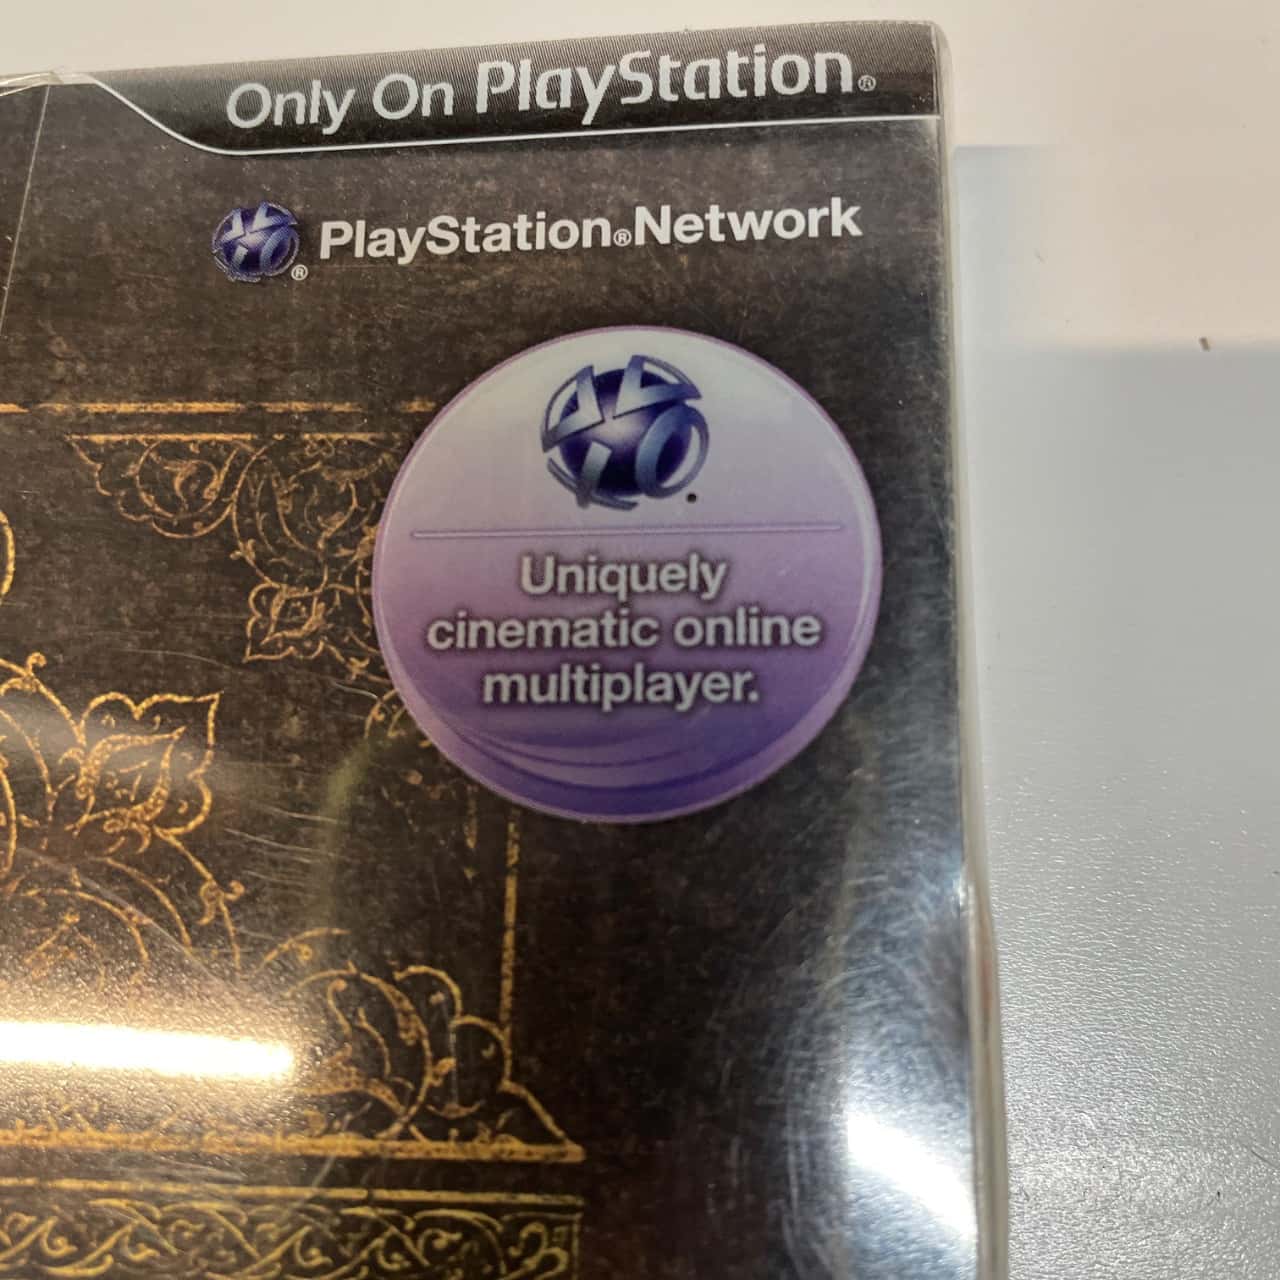 Only On PlayStation®
PlayStation®Network
®
Uniquely
cinematic online
multiplayer.